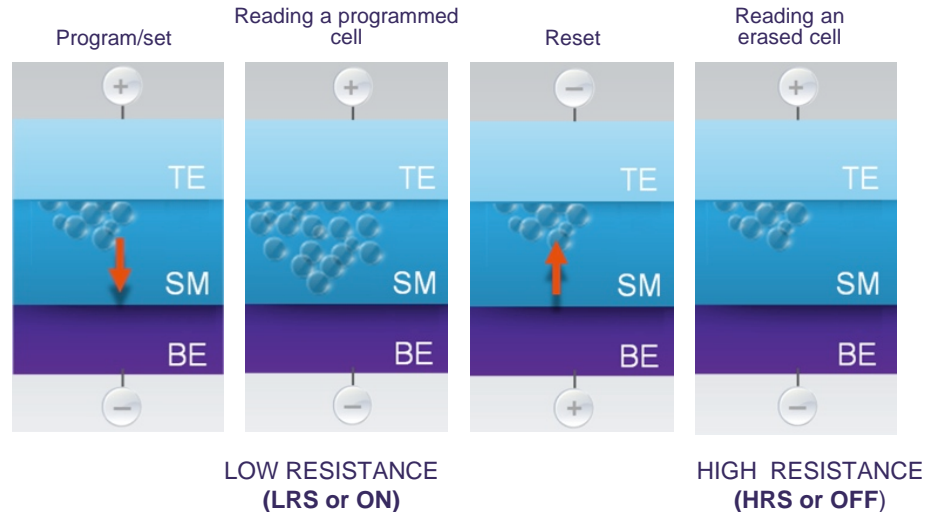 Program/set
Reading a programmed
cell
Reset
Reading an
erased cell
+
TE
SM
BE
−
+
TE
SM
BE
−
−
TE
SM
BE
+
+
TE
SM
BE
−
LOW RESISTANCE
(LRS or ON)
HIGH RESISTANCE
(HRS or OFF)